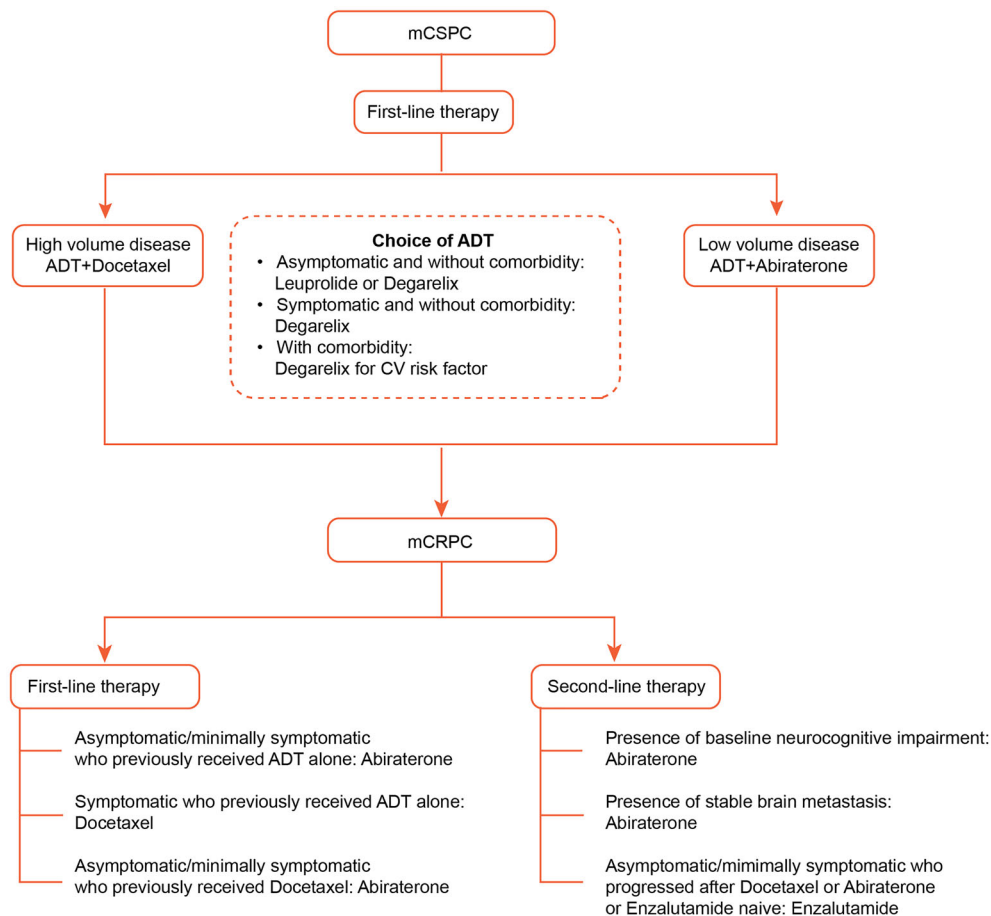 mCSPC
First-line therapy
High volume disease
ADT+Docetaxel
Choice of ADT
• Asymptomatic and without comorbidity:
Leuprolide or Degarelix
• Symptomatic and without comorbidity:
Degarelix
• With comorbidity:
Degarelix for CV risk factor
Low volume disease
ADT+Abiraterone
mCRPC
First-line therapy
Asymptomatic/minimally symptomatic
who previously received ADT alone: Abiraterone
Symptomatic who previously received ADT alone:
Docetaxel
Asymptomatic/minimally symptomatic
who previously received Docetaxel: Abiraterone
Second-line therapy
Presence of baseline neurocognitive impairment:
Abiraterone
Presence of stable brain metastasis:
Abiraterone
Asymptomatic/mimimally symptomatic who
progressed after Docetaxel or Abiraterone
or Enzalutamide naive: Enzalutamide